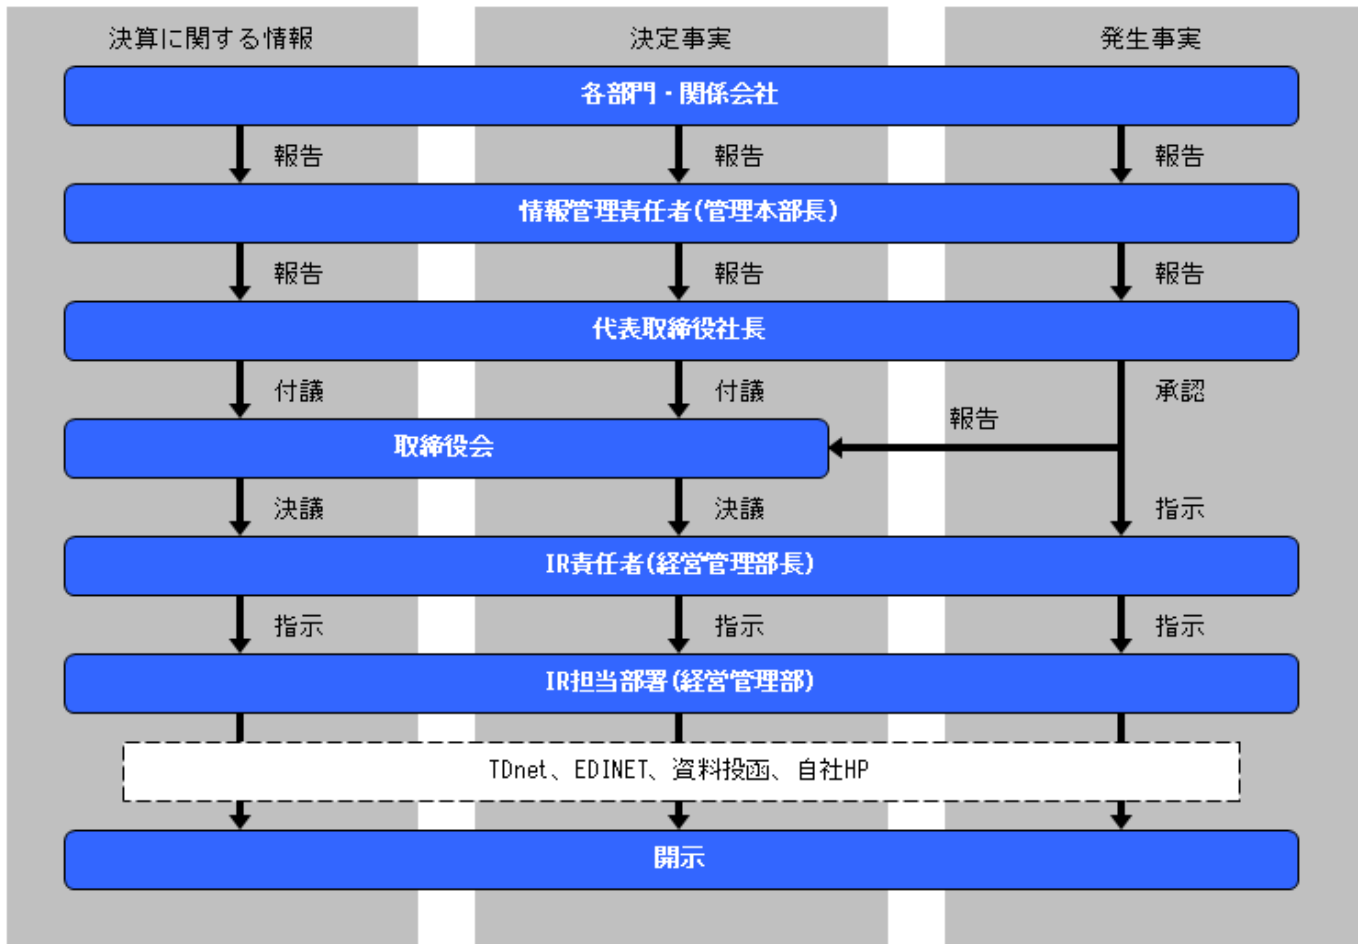 決算に関する情報
決定事実
発生事実
各部門・関係会社
報告
報告
報告
情報管理責任者(管理本部長)
報告
報告
報告
代表取締役社長
付議
付議
承認
報告
取締役会
決議
決議
指示
IR責任者(経営管理部長)
指示
指示
指示
IR担当部署(経営管理部)
TDnet、EDINET、資料投函、自社HP
開示